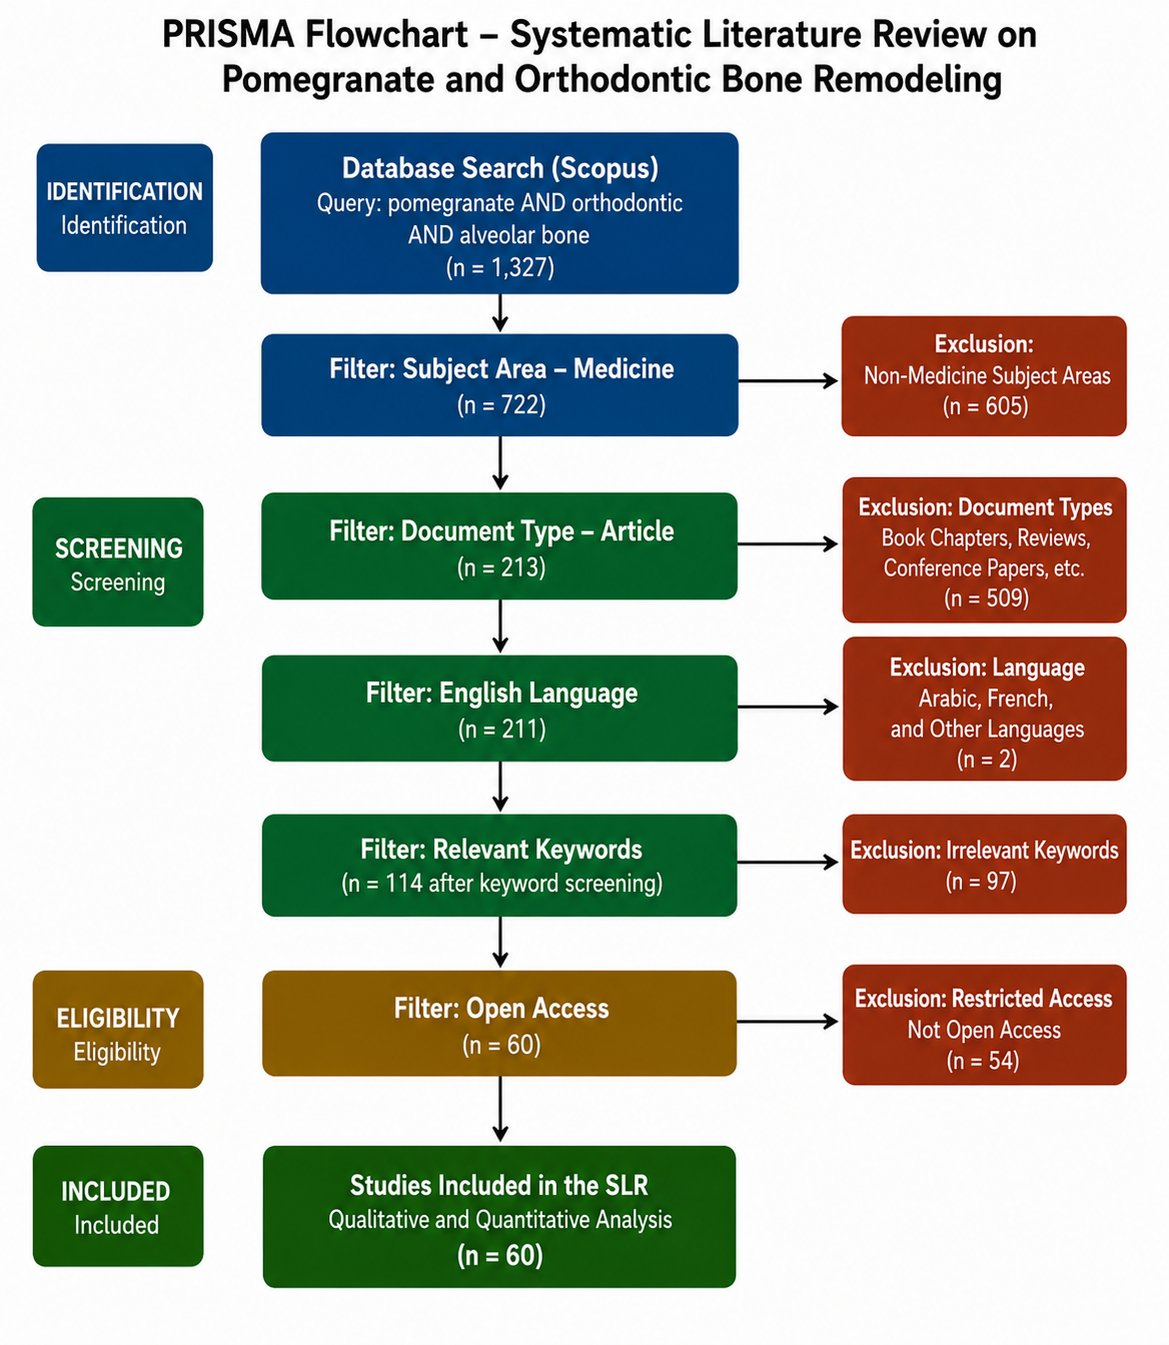 PRISMA Flowchart – Systematic Literature Review on
Pomegranate and Orthodontic Bone Remodeling
IDENTIFICATION
Identification
Database Search (Scopus)
Query: pomegranate AND orthodontic
AND alveolar bone
(n = 1,327)
Filter: Subject Area – Medicine
(n = 722)
Exclusion:
Non-Medicine Subject Areas
(n = 605)
SCREENING
Screening
Filter: Document Type – Article
(n = 213)
Exclusion: Document Types
Book Chapters, Reviews,
Conference Papers, etc.
(n = 509)
Filter: English Language
(n = 211)
Exclusion: Language
Arabic, French,
and Other Languages
(n = 2)
Filter: Relevant Keywords
(n = 114 after keyword screening)
Exclusion: Irrelevant Keywords
(n = 97)
ELIGIBILITY
Eligibility
Filter: Open Access
(n = 60)
Exclusion: Restricted Access
Not Open Access
(n = 54)
INCLUDED
Included
Studies Included in the SLR
Qualitative and Quantitative Analysis
(n = 60)